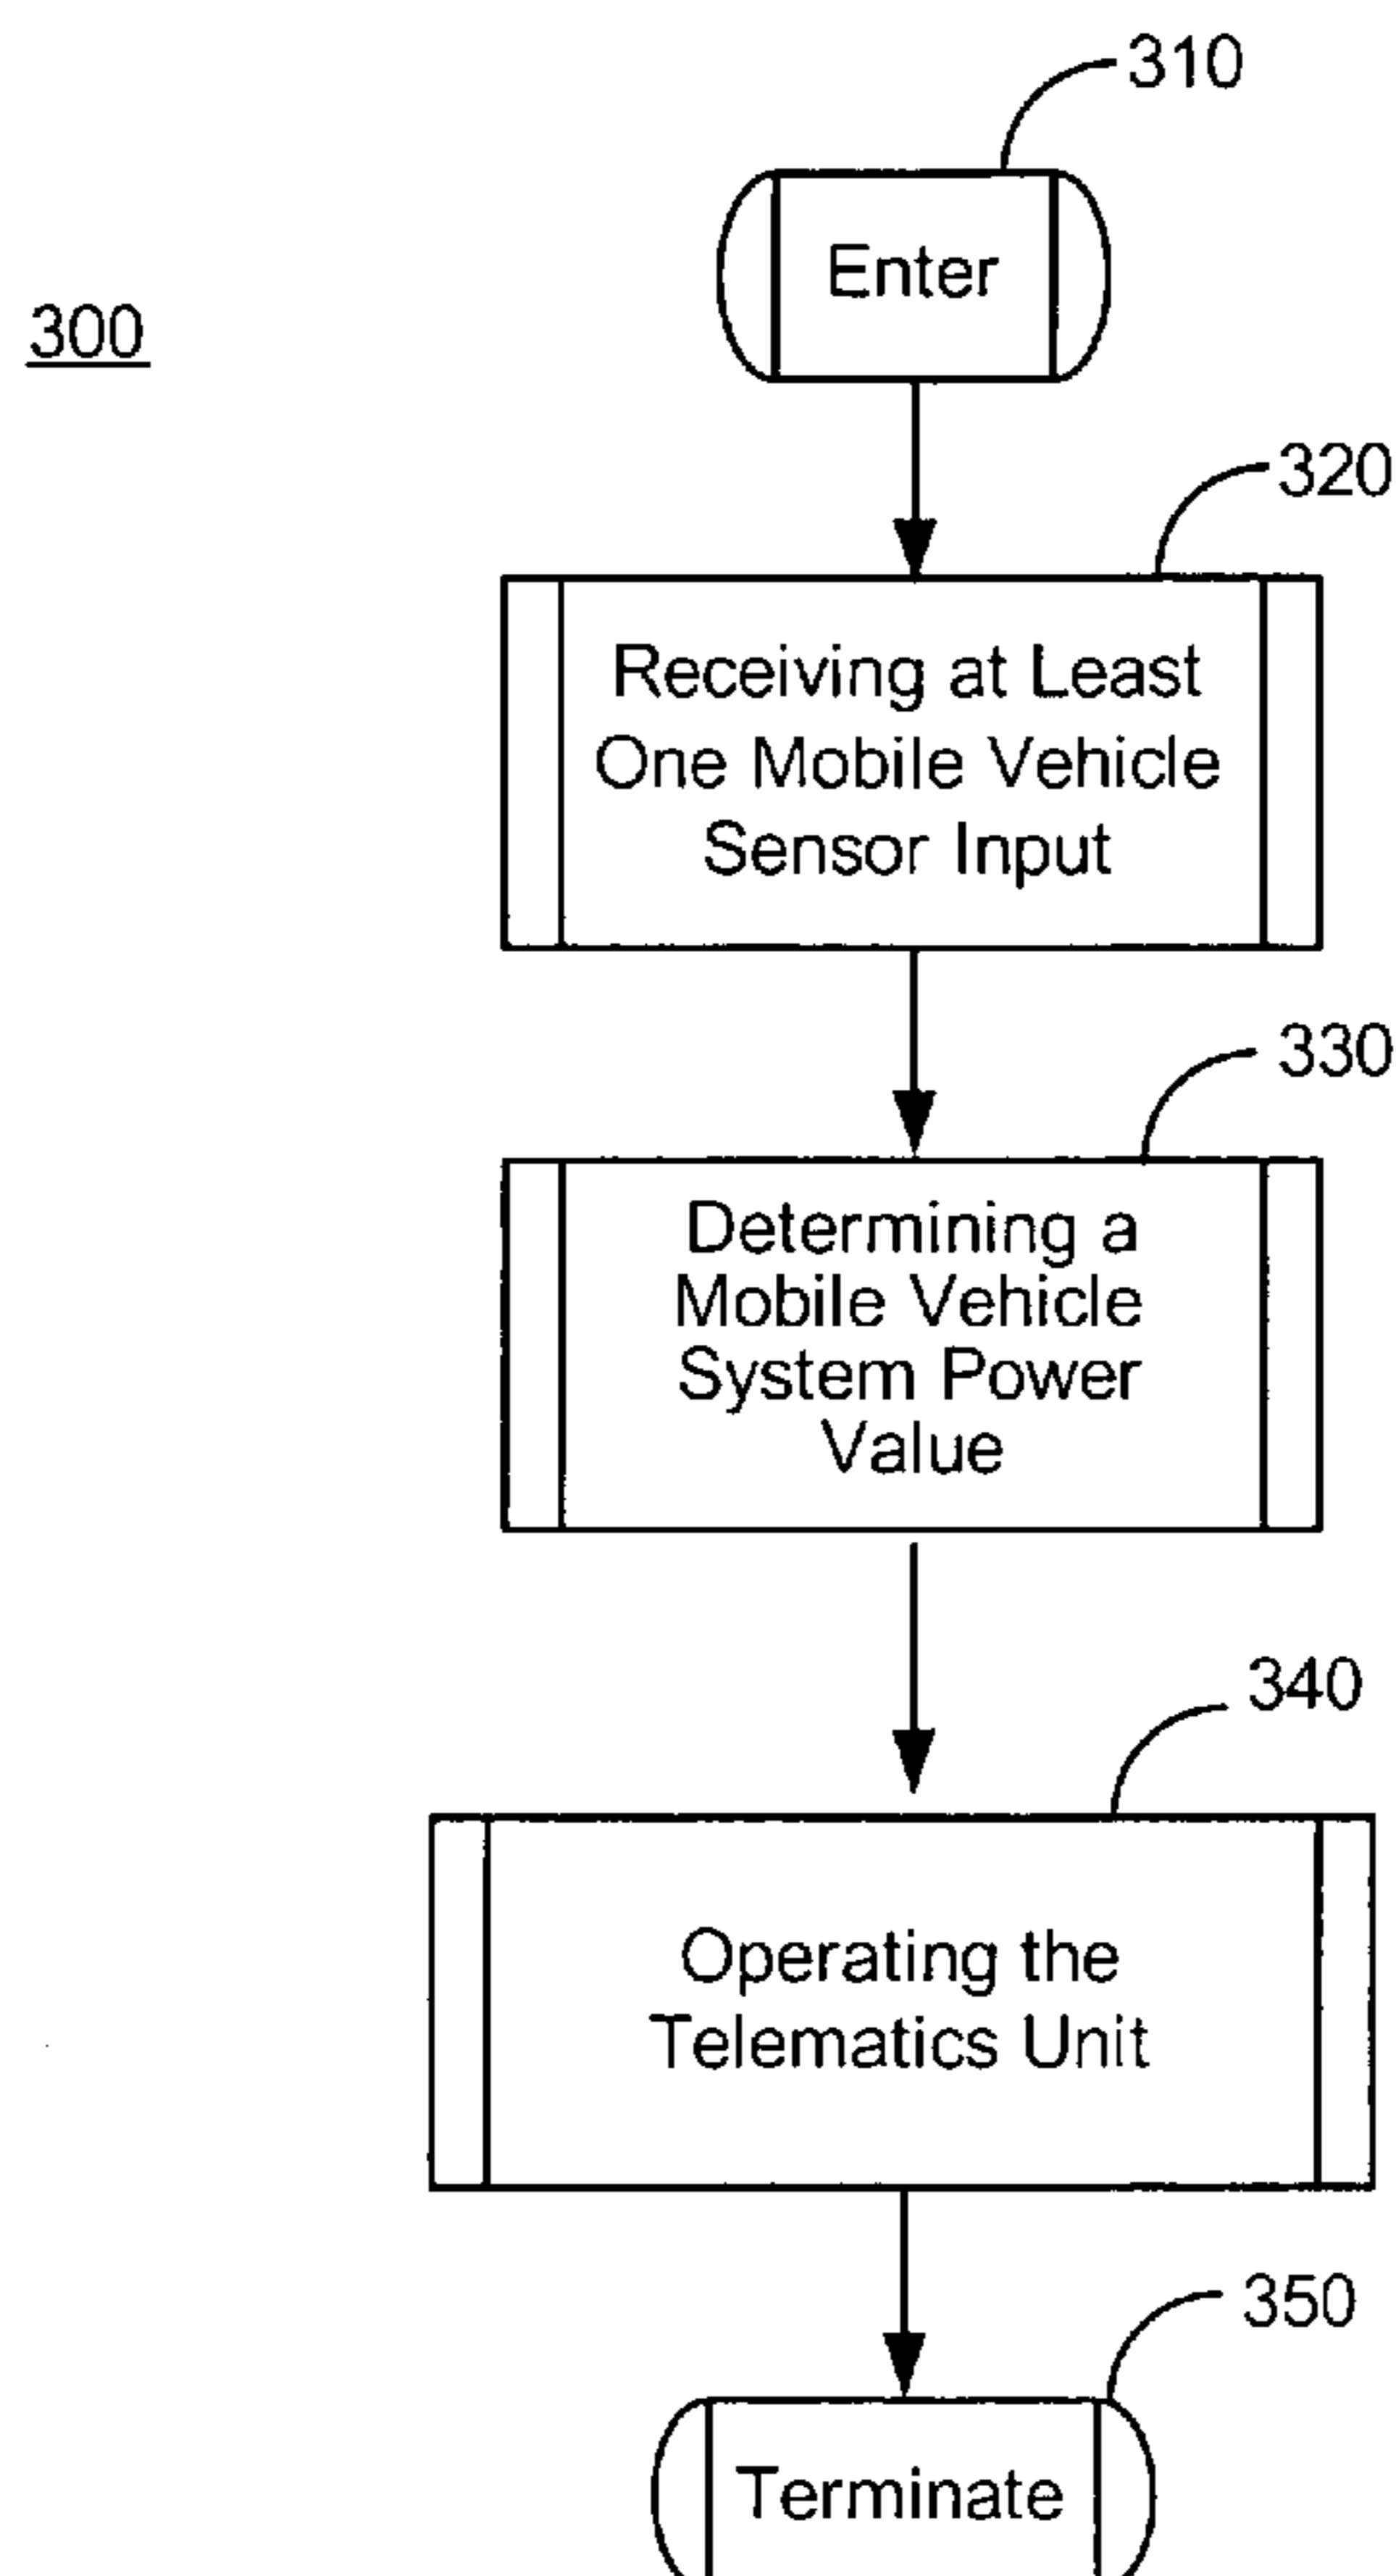 310
Enter
300
320
Receiving at Least
One Mobile Vehicle
Sensor Input
330
Determining a
Mobile Vehicle
System Power
Value
340
Operating the
Telematics Unit
350
Terminate